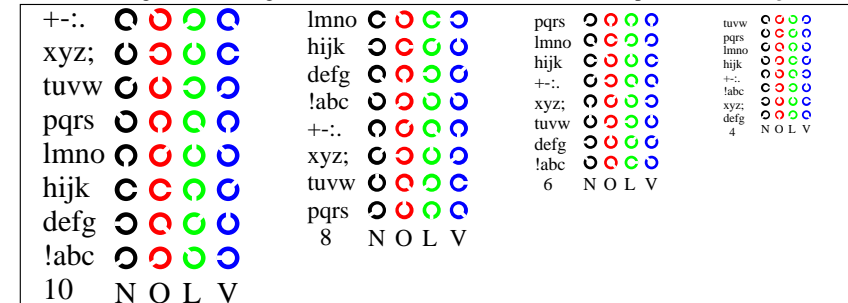 +-:.
xyz;
tuvw
pqrs
lmno
hijk
defg
!abc
10 N O L V
lmno
hijk
defg
!abc
+-:.
xyz;
tuvw
pqrs
8 N O L V
pqrs
lmno
hijk
+-:.
xyz;
tuvw
defg
!abc
6 N O L V
tuvw
pqrs
lmno
hijk
+-:.
!abc
xyz;
defg
4 N O L V